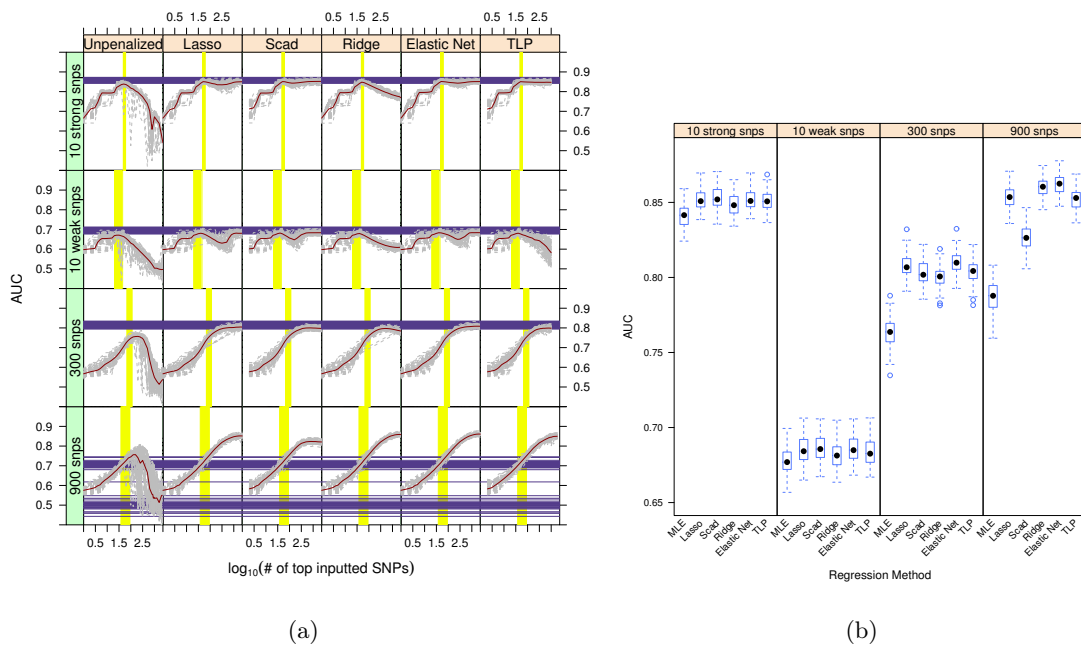 0.5 1.5 2.5 0.5 1.5 2.5 0.5 1.5 2.5
Unpenalized Lasso Scad Ridge Elastic Net TLP
10 strong snps
0.9
0.8
0.7
0.6
0.5
10 weak snps
0.9
0.8
0.7
0.6
0.5
300 snps
0.9
0.8
0.7
0.6
0.5
900 snps
0.9
0.8
0.7
0.6
0.5
AUC
0.5 1.5 2.5 0.5 1.5 2.5 0.5 1.5 2.5
log10(# of top inputted SNPs)
(a)
10 strong snps 10 weak snps 300 snps 900 snps
0.85
0.80
0.75
0.70
0.65
AUC
MLE Lasso Scad Ridge Elastic Net TLP MLE Lasso Scad Ridge Elastic Net TLP MLE Lasso Scad Ridge Elastic Net TLP MLE Lasso Scad Ridge Elastic Net TLP
Regression Method
(b)